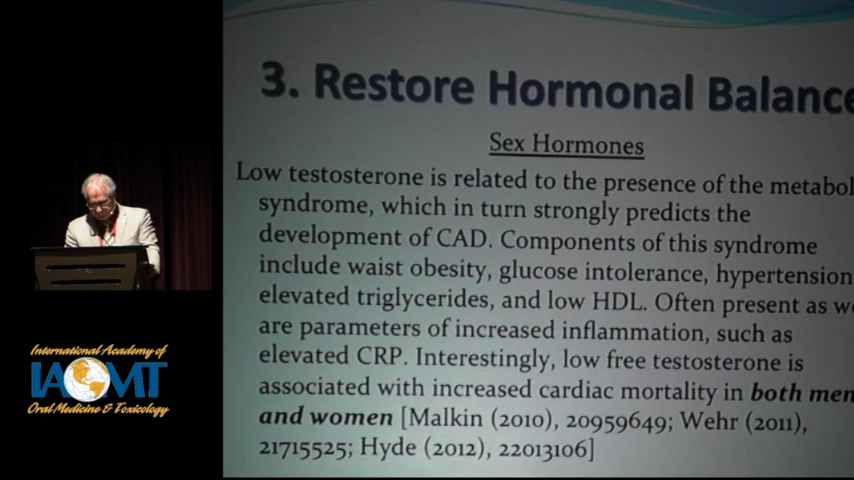 3. Restore Hormonal Balance
Sex Hormones
Low testosterone is related to the presence of the metabol
syndrome, which in turn strongly predicts the
development of CAD. Components of this syndrome
include waist obesity, glucose intolerance, hypertension
elevated triglycerides, and low HDL. Often present as we
are parameters of increased inflammation, such as
elevated CRP. Interestingly, low free testosterone is
associated with increased cardiac mortality in both men
and women [Malkin (2010), 20959649; Wehr (2011),
21715525; Hyde (2012), 22013106]
International Academy of
IAOMT
Oral Medicine & Toxicology